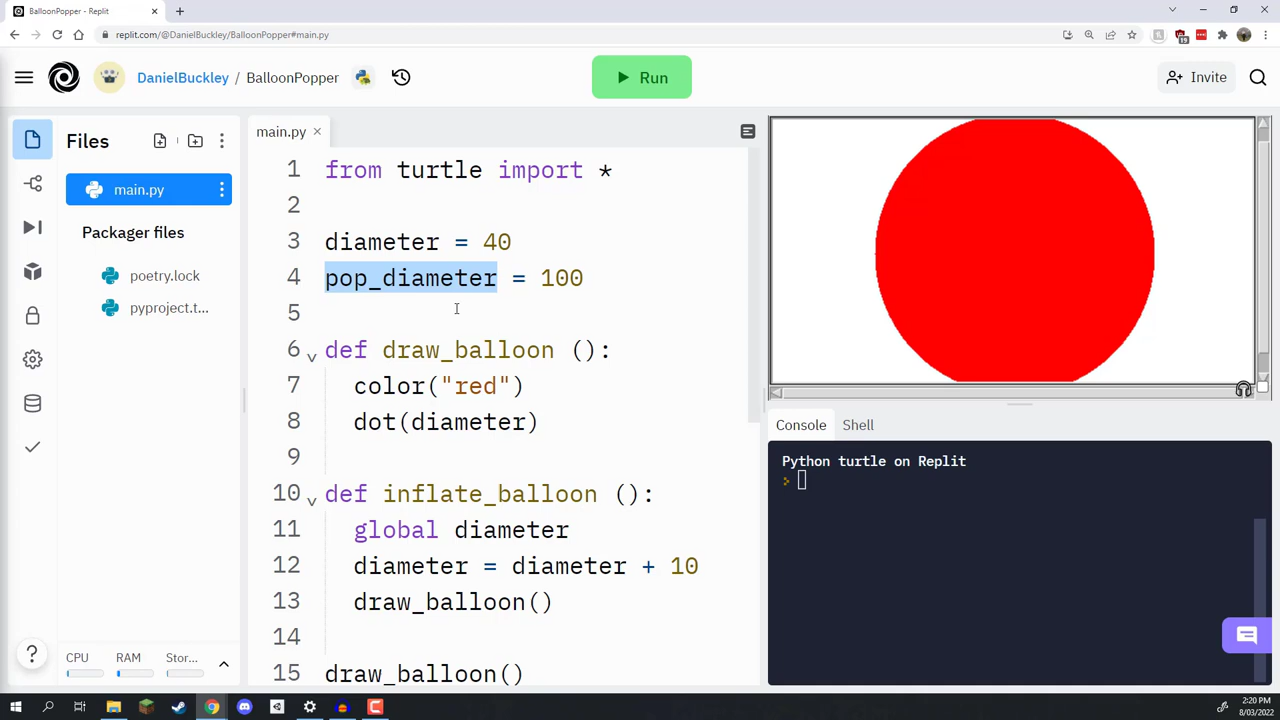 BalloonPopper - Replit
replit.com/@DanielBuckley/BalloonPopper#main.py
DanielBuckley / BalloonPopper
Run
Invite
Files
main.py
Packager files
poetry.lock
pyproject.t...
CPU RAM Stor...
main.py
1 from turtle import *
2
3 diameter = 40
4 pop_diameter = 100
5
6 def draw_balloon ():
7 color("red")
8 dot(diameter)
9
10 def inflate_balloon ():
11 global diameter
12 diameter = diameter + 10
13 draw_balloon()
14
15 draw_balloon()
Console Shell
Python turtle on Replit
2:20 PM
8/03/2022